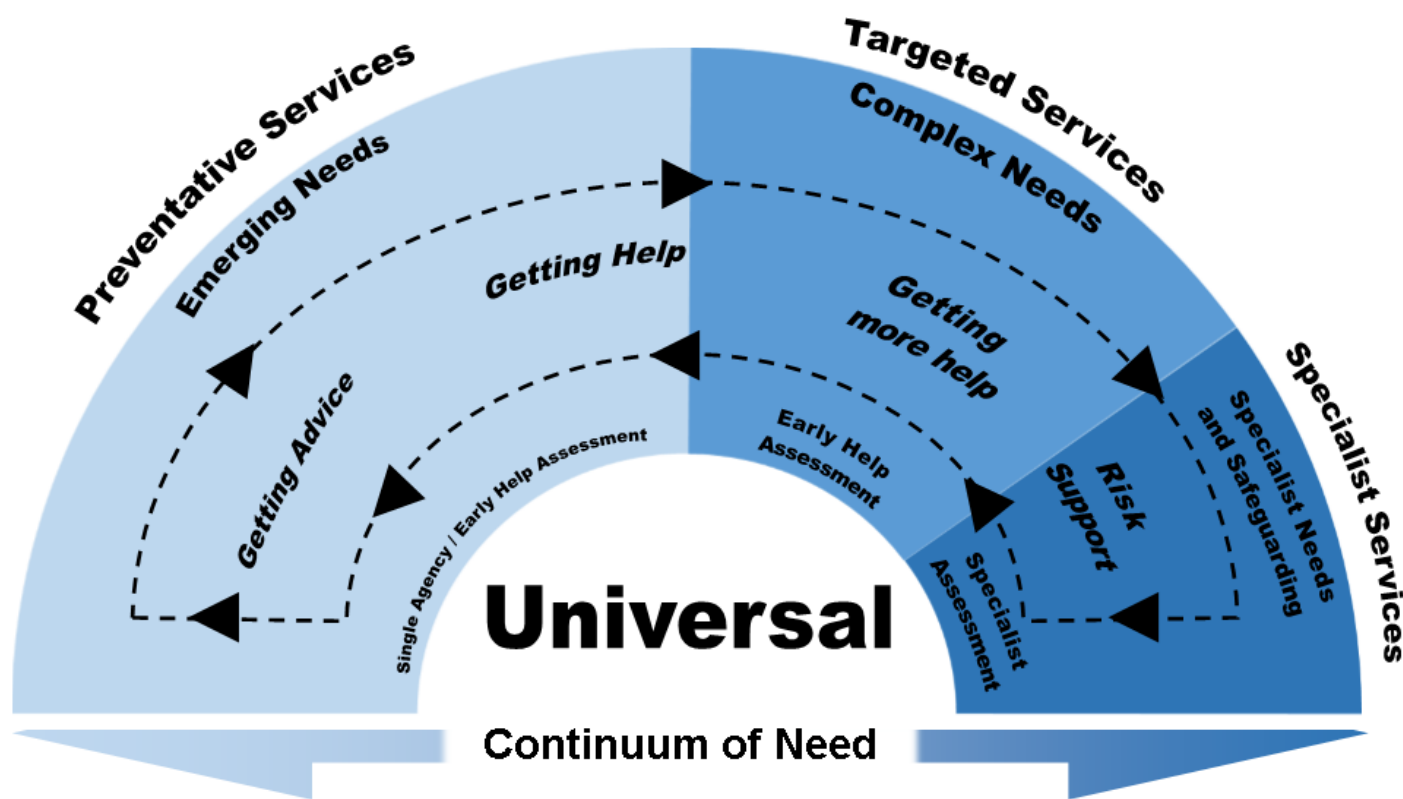 Preventative Services
Emerging Needs
Getting Advice
Getting Help
Single Agency / Early Help Assessment
Targeted Services
Complex Needs
Getting
more help
Early Help
Assessment
Specialist Services
Specialist Needs
and Safeguarding
Risk
Support
Specialist
Assessment
Universal
Continuum of Need